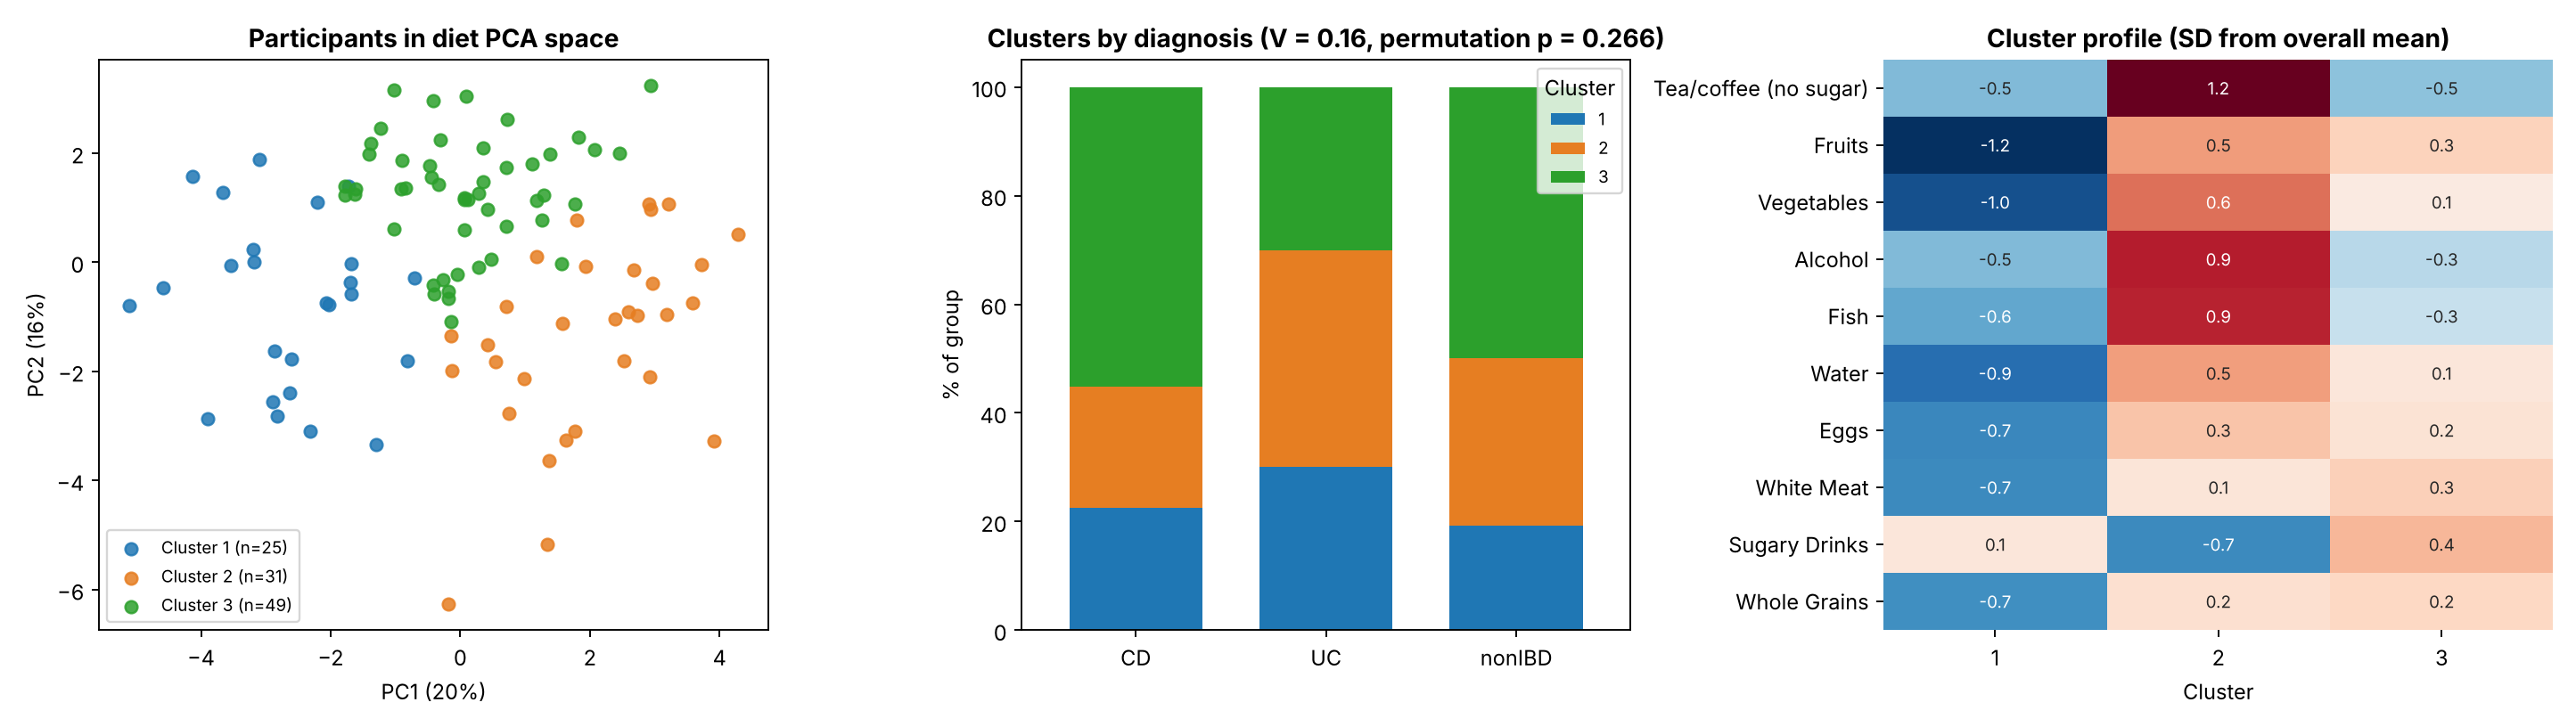 Participants in diet PCA space
PC2 (16%)
2
0
−2
−4
−6
Cluster 1 (n=25)
Cluster 2 (n=31)
Cluster 3 (n=49)
−4
−2
0
2
4
PC1 (20%)
Clusters by diagnosis (V = 0.16, permutation p = 0.266)
% of group
100
80
60
40
20
0
Cluster
1
2
3
CD
UC
nonIBD
Cluster profile (SD from overall mean)
Tea/coffee (no sugar) -0.5 1.2 -0.5
Fruits -1.2 0.5 0.3
Vegetables -1.0 0.6 0.1
Alcohol -0.5 0.9 -0.3
Fish -0.6 0.9 -0.3
Water -0.9 0.5 0.1
Eggs -0.7 0.3 0.2
White Meat -0.7 0.1 0.3
Sugary Drinks 0.1 -0.7 0.4
Whole Grains -0.7 0.2 0.2
1 2 3
Cluster